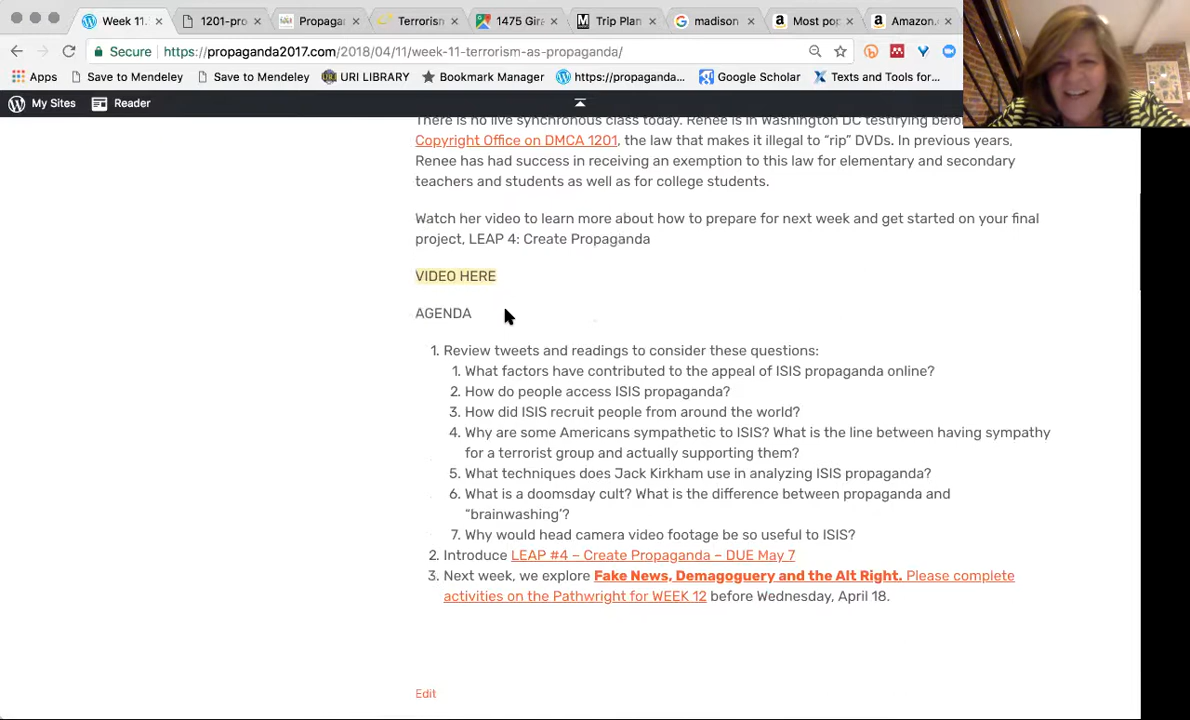 Week 11.
1201-pro
Propagan
Terrorism
1475 Gir
Trip Plan
madison
Most pop
Amazon.c
Secure https://propaganda2017.com/2018/04/11/week-11-terrorism-as-propaganda/
Apps Save to Mendeley Save to Mendeley URI LIBRARY Bookmark Manager https://propaganda... Google Scholar Texts and Tools for...
My Sites Reader
There is no live synchronous class today. Renee is in Washington DC testifying befor
Copyright Office on DMCA 1201, the law that makes it illegal to “rip” DVDs. In previous years,
Renee has had success in receiving an exemption to this law for elementary and secondary
teachers and students as well as for college students.
Watch her video to learn more about how to prepare for next week and get started on your final
project, LEAP 4: Create Propaganda
VIDEO HERE
AGENDA
1. Review tweets and readings to consider these questions:
1. What factors have contributed to the appeal of ISIS propaganda online?
2. How do people access ISIS propaganda?
3. How did ISIS recruit people from around the world?
4. Why are some Americans sympathetic to ISIS? What is the line between having sympathy
for a terrorist group and actually supporting them?
5. What techniques does Jack Kirkham use in analyzing ISIS propaganda?
6. What is a doomsday cult? What is the difference between propaganda and
“brainwashing’?
7. Why would head camera video footage be so useful to ISIS?
2. Introduce LEAP #4 – Create Propaganda – DUE May 7
3. Next week, we explore Fake News, Demagoguery and the Alt Right. Please complete
activities on the Pathwright for WEEK 12 before Wednesday, April 18.
Edit